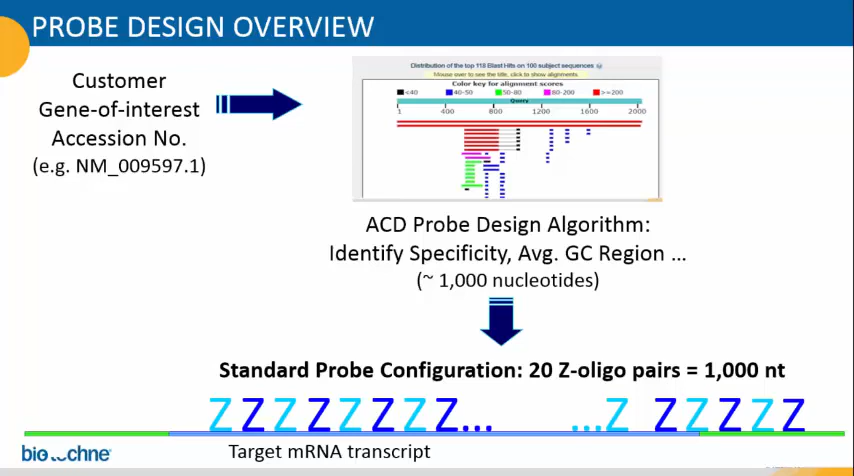 PROBE DESIGN OVERVIEW
Customer
Gene-of-interest
Accession No.
(e.g. NM_009597.1)
Distribution of the top 118 Blast Hits on 100 subject sequences
Mouse over to see the title, click to show alignments.
Color key for alignment scores
<40 40-50 50-80 80-200 >=200
Query
1 400 800 1200 1600 2000
ACD Probe Design Algorithm:
Identify Specificity, Avg. GC Region ...
(~ 1,000 nucleotides)
Standard Probe Configuration: 20 Z-oligo pairs = 1,000 nt
Z Z Z Z Z Z Z Z... ...Z Z Z Z Z Z
Target mRNA transcript
bio-techne